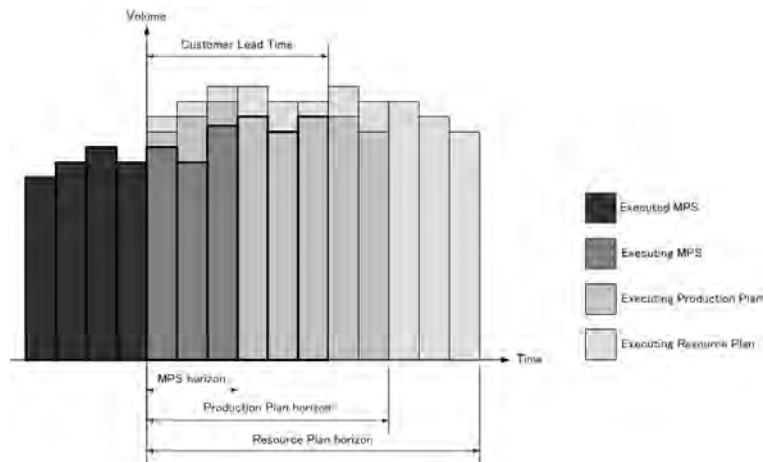 Volume
Customer Lead Time
Executed MPS
Executing MPS
Executing Production Plan
Executing Resource Plan
Time
MPS horizon
Production Plan horizon
Resource Plan horizon